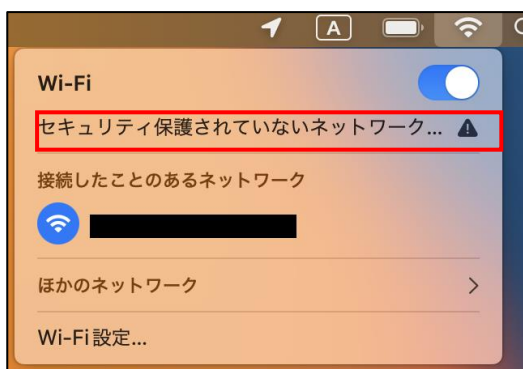 A
Wi-Fi
セキュリティ保護されていないネットワーク...
接続したことのあるネットワーク
ほかのネットワーク
Wi-Fi設定...